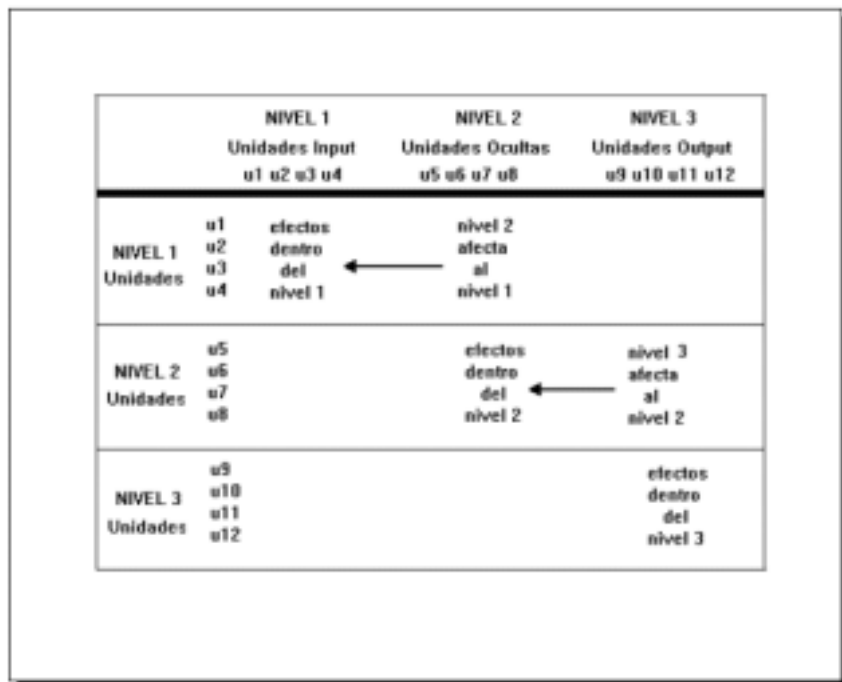 NIVEL 1 NIVEL 2 NIVEL 3
Unidades Input Unidades Ocultas Unidades Output
u1 u2 u3 u4 u5 u6 u7 u8 u9 u10 u11 u12
u1 efectos nivel 2
NIVEL 1 u2 dentro afecta
Unidades u3 del al
u4 nivel 1 nivel 1
u5 efectos nivel 3
NIVEL 2 u6 dentro afecta
Unidades u7 del al
u8 nivel 2 nivel 2
u9 efectos
NIVEL 3 u10 dentro
Unidades u11 del
u12 nivel 3